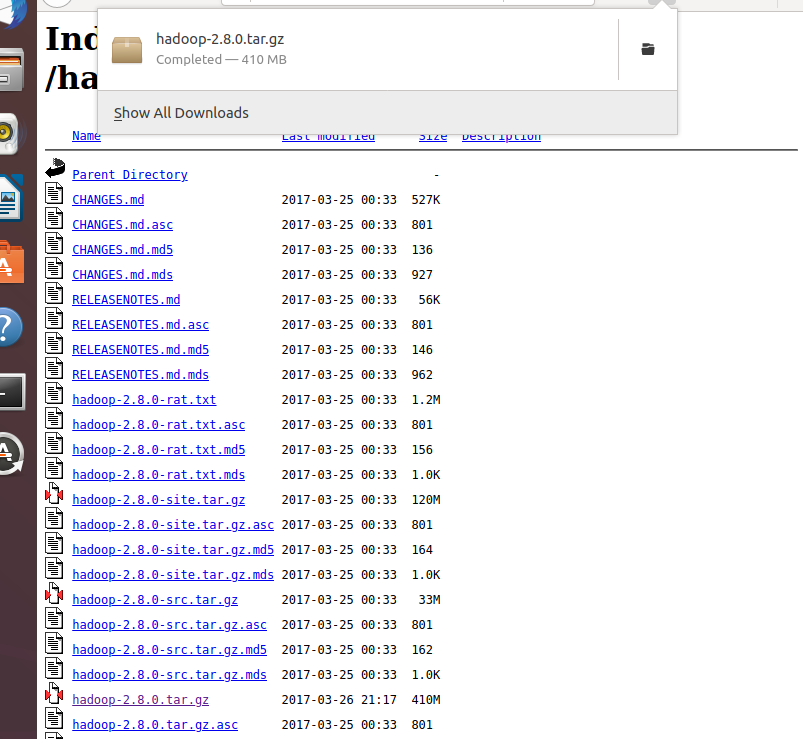 Ind
/ha
hadoop-2.8.0.tar.gz
Completed — 410 MB
Show All Downloads
Name Last modified Size Description
Parent Directory -
CHANGES.md 2017-03-25 00:33 527K
CHANGES.md.asc 2017-03-25 00:33 801
CHANGES.md.md5 2017-03-25 00:33 136
CHANGES.md.mds 2017-03-25 00:33 927
RELEASENOTES.md 2017-03-25 00:33 56K
RELEASENOTES.md.asc 2017-03-25 00:33 801
RELEASENOTES.md.md5 2017-03-25 00:33 146
RELEASENOTES.md.mds 2017-03-25 00:33 962
hadoop-2.8.0-rat.txt 2017-03-25 00:33 1.2M
hadoop-2.8.0-rat.txt.asc 2017-03-25 00:33 801
hadoop-2.8.0-rat.txt.md5 2017-03-25 00:33 156
hadoop-2.8.0-rat.txt.mds 2017-03-25 00:33 1.0K
hadoop-2.8.0-site.tar.gz 2017-03-25 00:33 120M
hadoop-2.8.0-site.tar.gz.asc 2017-03-25 00:33 801
hadoop-2.8.0-site.tar.gz.md5 2017-03-25 00:33 164
hadoop-2.8.0-site.tar.gz.mds 2017-03-25 00:33 1.0K
hadoop-2.8.0-src.tar.gz 2017-03-25 00:33 33M
hadoop-2.8.0-src.tar.gz.asc 2017-03-25 00:33 801
hadoop-2.8.0-src.tar.gz.md5 2017-03-25 00:33 162
hadoop-2.8.0-src.tar.gz.mds 2017-03-25 00:33 1.0K
hadoop-2.8.0.tar.gz 2017-03-26 21:17 410M
hadoop-2.8.0.tar.gz.asc 2017-03-25 00:33 801